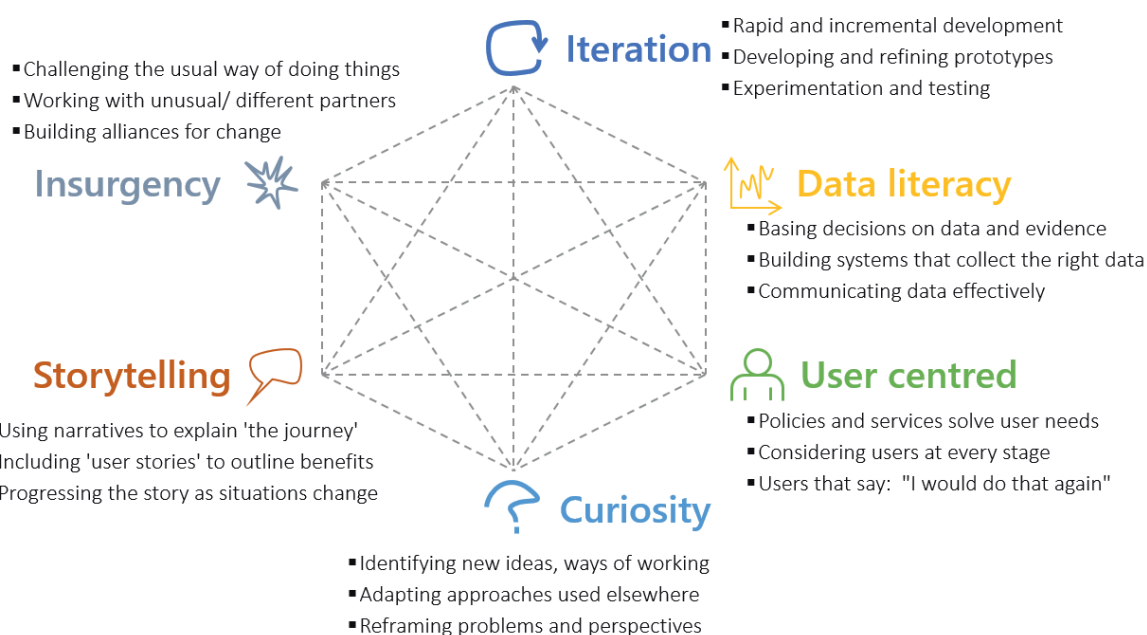 Iteration
▪Rapid and incremental development
▪Developing and refining prototypes
▪Experimentation and testing
Data literacy
▪Basing decisions on data and evidence
▪Building systems that collect the right data
▪Communicating data effectively
User centred
▪Policies and services solve user needs
▪Considering users at every stage
▪Users that say:  "I would do that again"
Curiosity
▪Identifying new ideas, ways of working
▪Adapting approaches used elsewhere
▪Reframing problems and perspectives
Storytelling
Using narratives to explain 'the journey'
Including 'user stories' to outline benefits
Progressing the story as situations change
▪Challenging the usual way of doing things
▪Working with unusual/ different partners
▪Building alliances for change
Insurgency